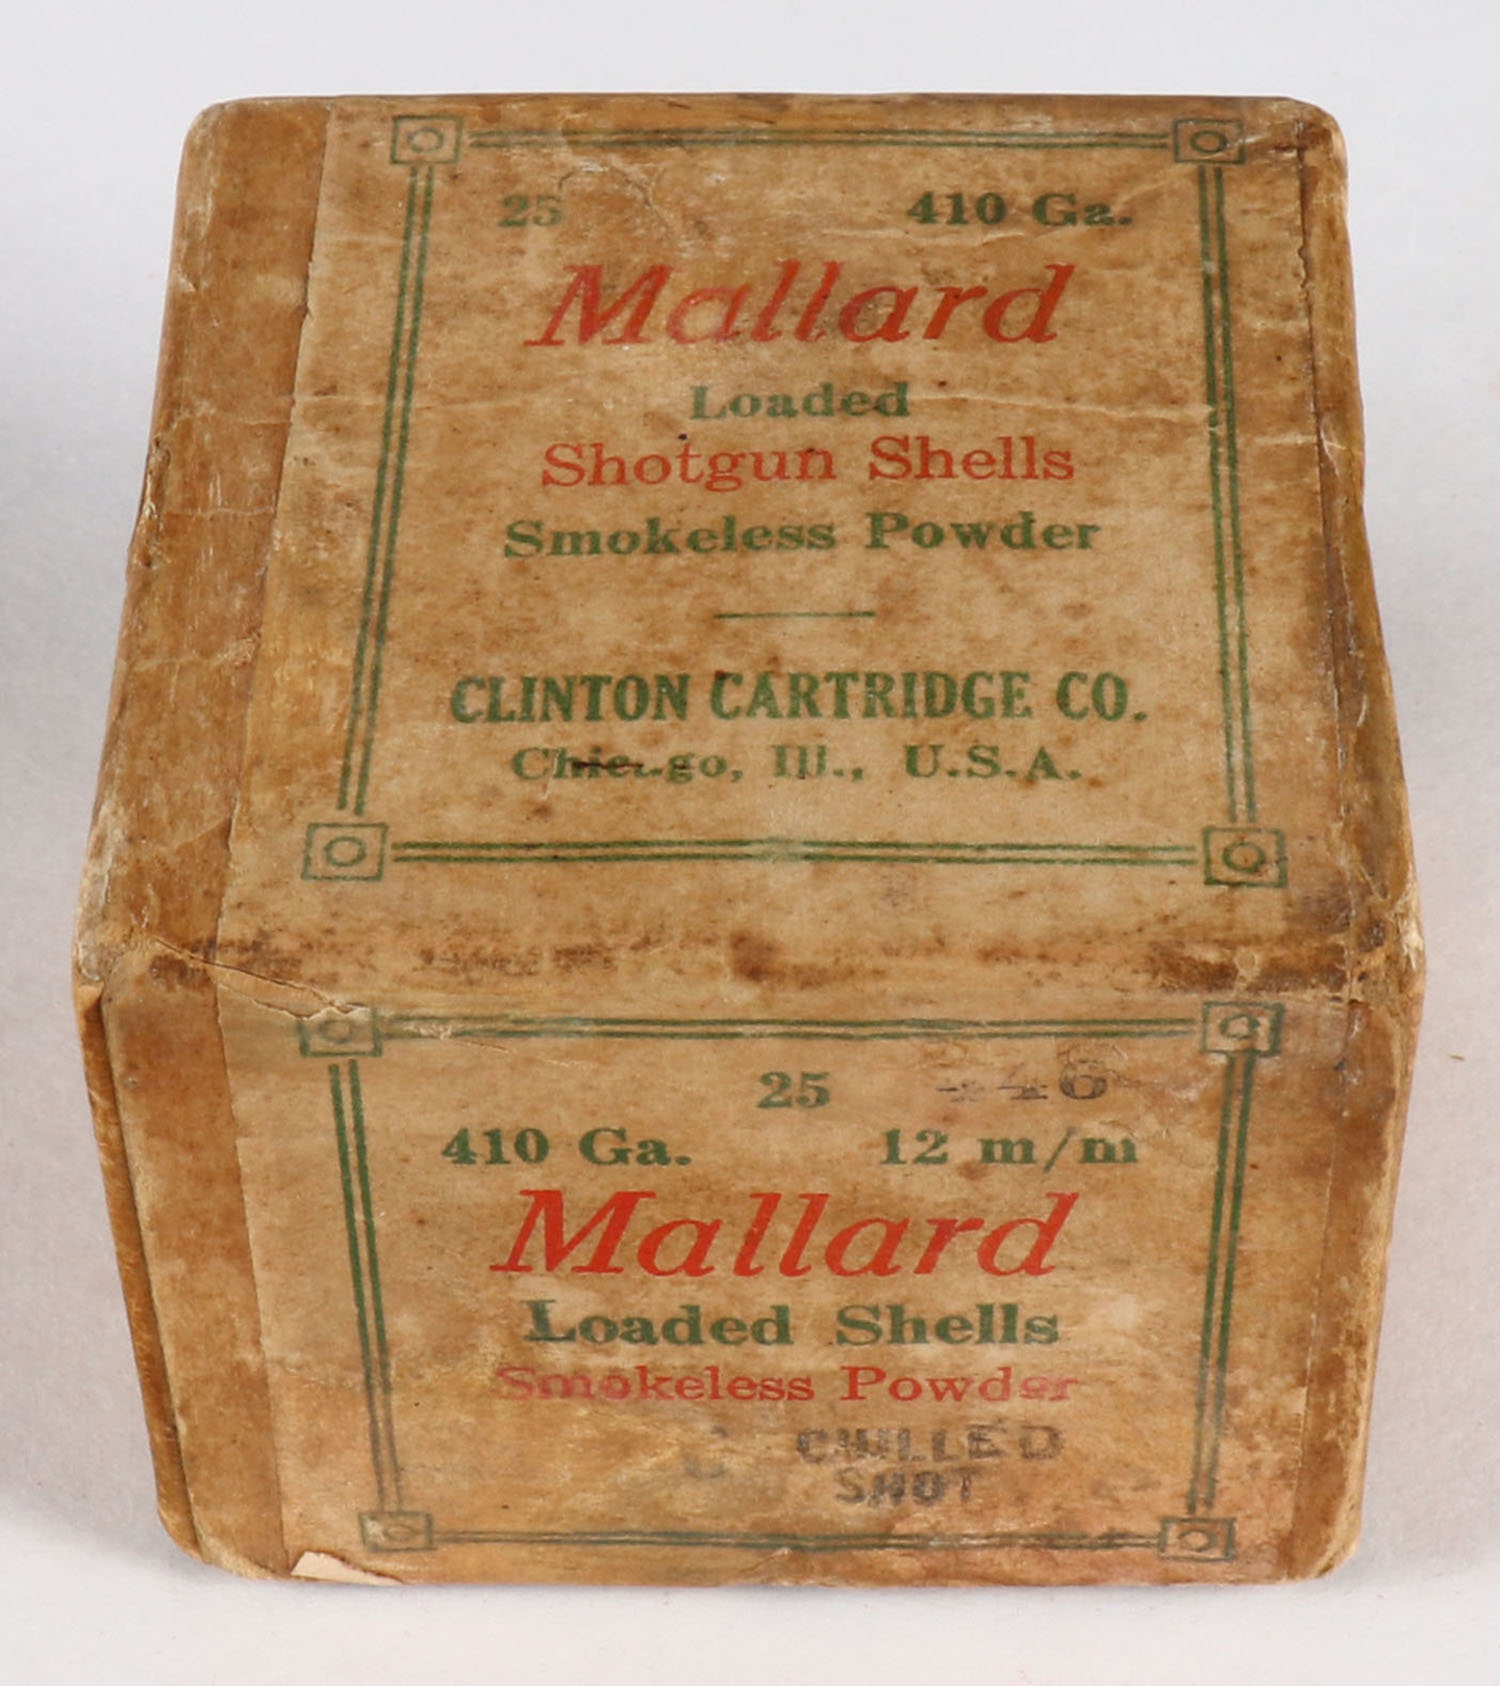 25 410 Ga.
Mallard
Loaded
Shotgun Shells
Smokeless Powder
CLINTON CARTRIDGE CO.
Chicago, Ill., U.S.A.
25
410 Ga. 12 m/m
Mallard
Loaded Shells
Smokeless Powder
CHILLED
SHOT